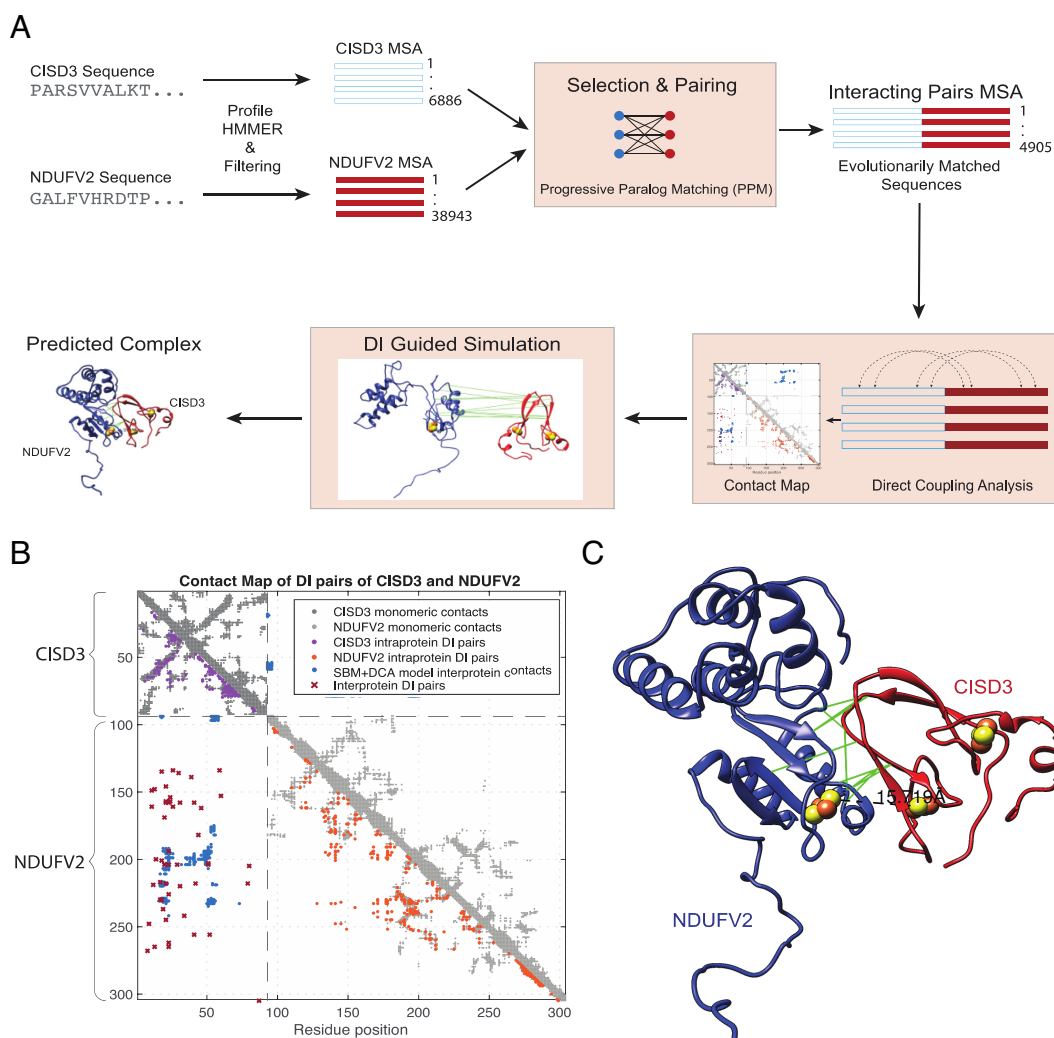 A
CISD3 Sequence
PARSVVALKT...
Profile
HMMER
&
Filtering
NDUFV2 Sequence
GALFVHRDTP...
CISD3 MSA
1
.
.
6886
NDUFV2 MSA
1
.
.
38943
Selection & Pairing
Progressive Paralog Matching (PPM)
Interacting Pairs MSA
1
.
.
4905
Evolutionarily Matched
Sequences
Predicted Complex
CISD3
NDUFV2
DI Guided Simulation
Residue position
Contact Map
Direct Coupling Analysis
B
Contact Map of DI pairs of CISD3 and NDUFV2
CISD3 monomeric contacts
NDUFV2 monomeric contacts
CISD3 intraprotein DI pairs
NDUFV2 intraprotein DI pairs
SBM+DCA model interprotein contacts
Interprotein DI pairs
CISD3
NDUFV2
50
100
150
200
250
300
50
100
150
200
250
300
Residue position
C
CISD3
15.719Å
NDUFV2